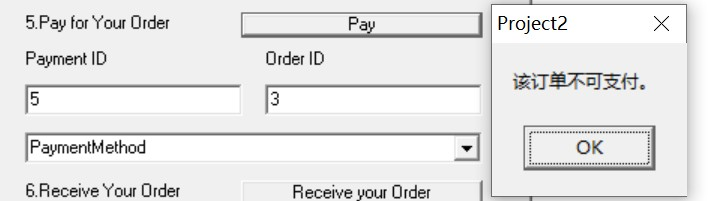 5.Pay for Your Order
Pay
Payment ID
Order ID
5
3
PaymentMethod
6.Receive Your Order
Receive your Order
Project2
该订单不可支付。
OK